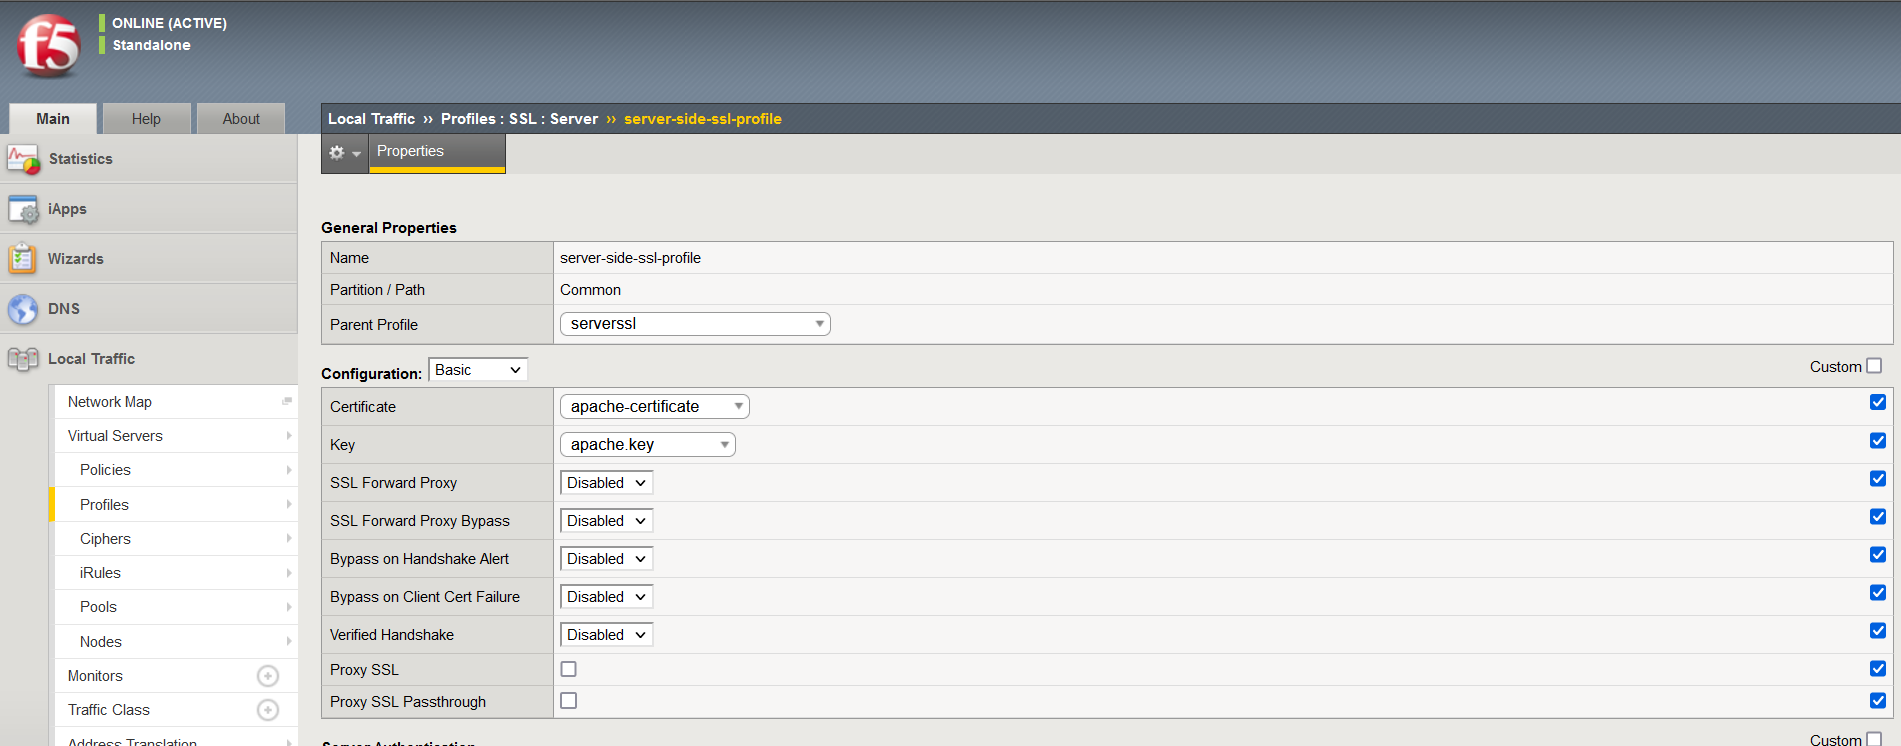 f5
ONLINE (ACTIVE)
Standalone
Main
Help
About
Local Traffic ›› Profiles : SSL : Server ›› server-side-ssl-profile
Properties
Statistics
iApps
Wizards
DNS
Local Traffic
Network Map
Virtual Servers
Policies
Profiles
Ciphers
iRules
Pools
Nodes
Monitors
Traffic Class
Address Translation
General Properties
Name server-side-ssl-profile
Partition / Path Common
Parent Profile serverssl
Configuration: Basic Custom
Certificate apache-certificate
Key apache.key
SSL Forward Proxy Disabled
SSL Forward Proxy Bypass Disabled
Bypass on Handshake Alert Disabled
Bypass on Client Cert Failure Disabled
Verified Handshake Disabled
Proxy SSL
Proxy SSL Passthrough
Server Authentication Custom